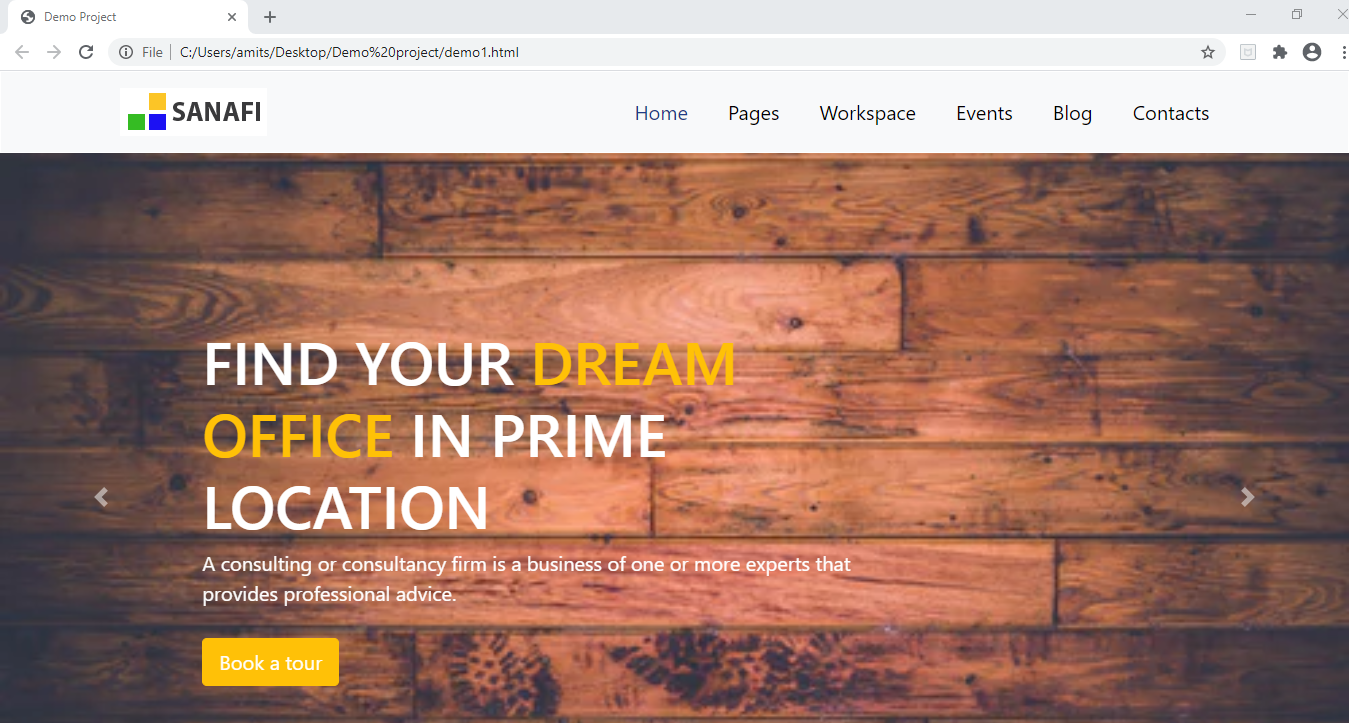 Demo Project
File C:/Users/amits/Desktop/Demo%20project/demo1.html
SANAFI Home Pages Workspace Events Blog Contacts
FIND YOUR DREAM
OFFICE IN PRIME
LOCATION
A consulting or consultancy firm is a business of one or more experts that
provides professional advice.
Book a tour